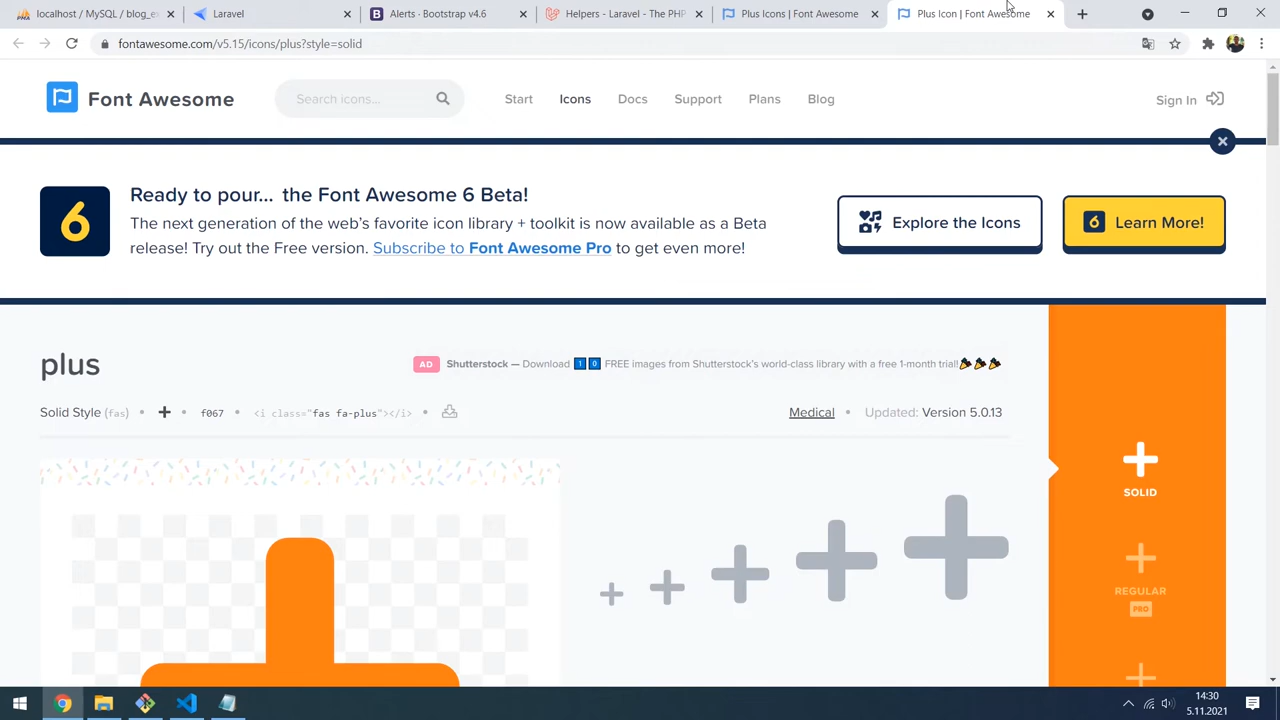 localhost / MySQL / blog_ex
Laravel
Alerts · Bootstrap v4.6
Helpers - Laravel - The PHP
Plus Icons | Font Awesome
Plus Icon | Font Awesome
fontawesome.com/v5.15/icons/plus?style=solid
Font Awesome
Search icons...
Start
Icons
Docs
Support
Plans
Blog
Sign In
6
Ready to pour... the Font Awesome 6 Beta!
The next generation of the web's favorite icon library + toolkit is now available as a Beta
release! Try out the Free version. Subscribe to Font Awesome Pro to get even more!
Explore the Icons
6 Learn More!
plus
AD Shutterstock — Download 1 0 FREE images from Shutterstock's world-class library with a free 1-month trial!
Solid Style (fas) • f067 • <i class="fas fa-plus"></i> •
Medical • Updated: Version 5.0.13
SOLID
REGULAR
PRO
14:30
5.11.2021